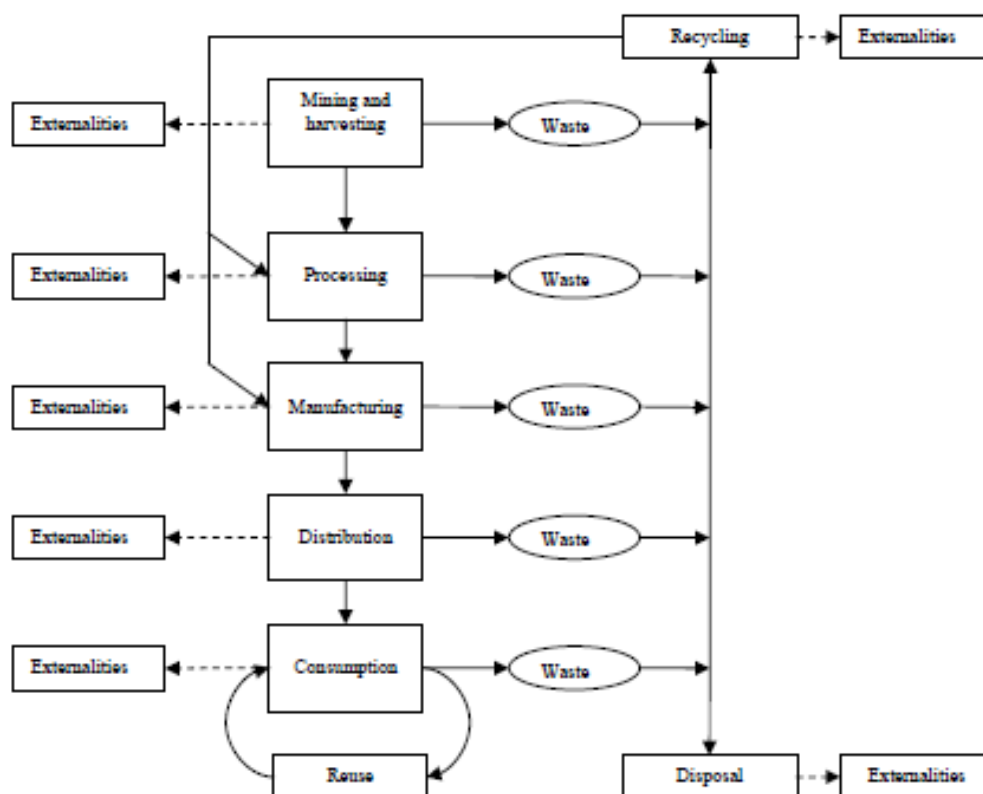 Recycling
Externalities
Mining and
harvesting
Externalities
Waste
Externalities
Processing
Waste
Externalities
Manufacturing
Waste
Externalities
Distribution
Waste
Externalities
Consumption
Waste
Reuse
Disposal
Externalities